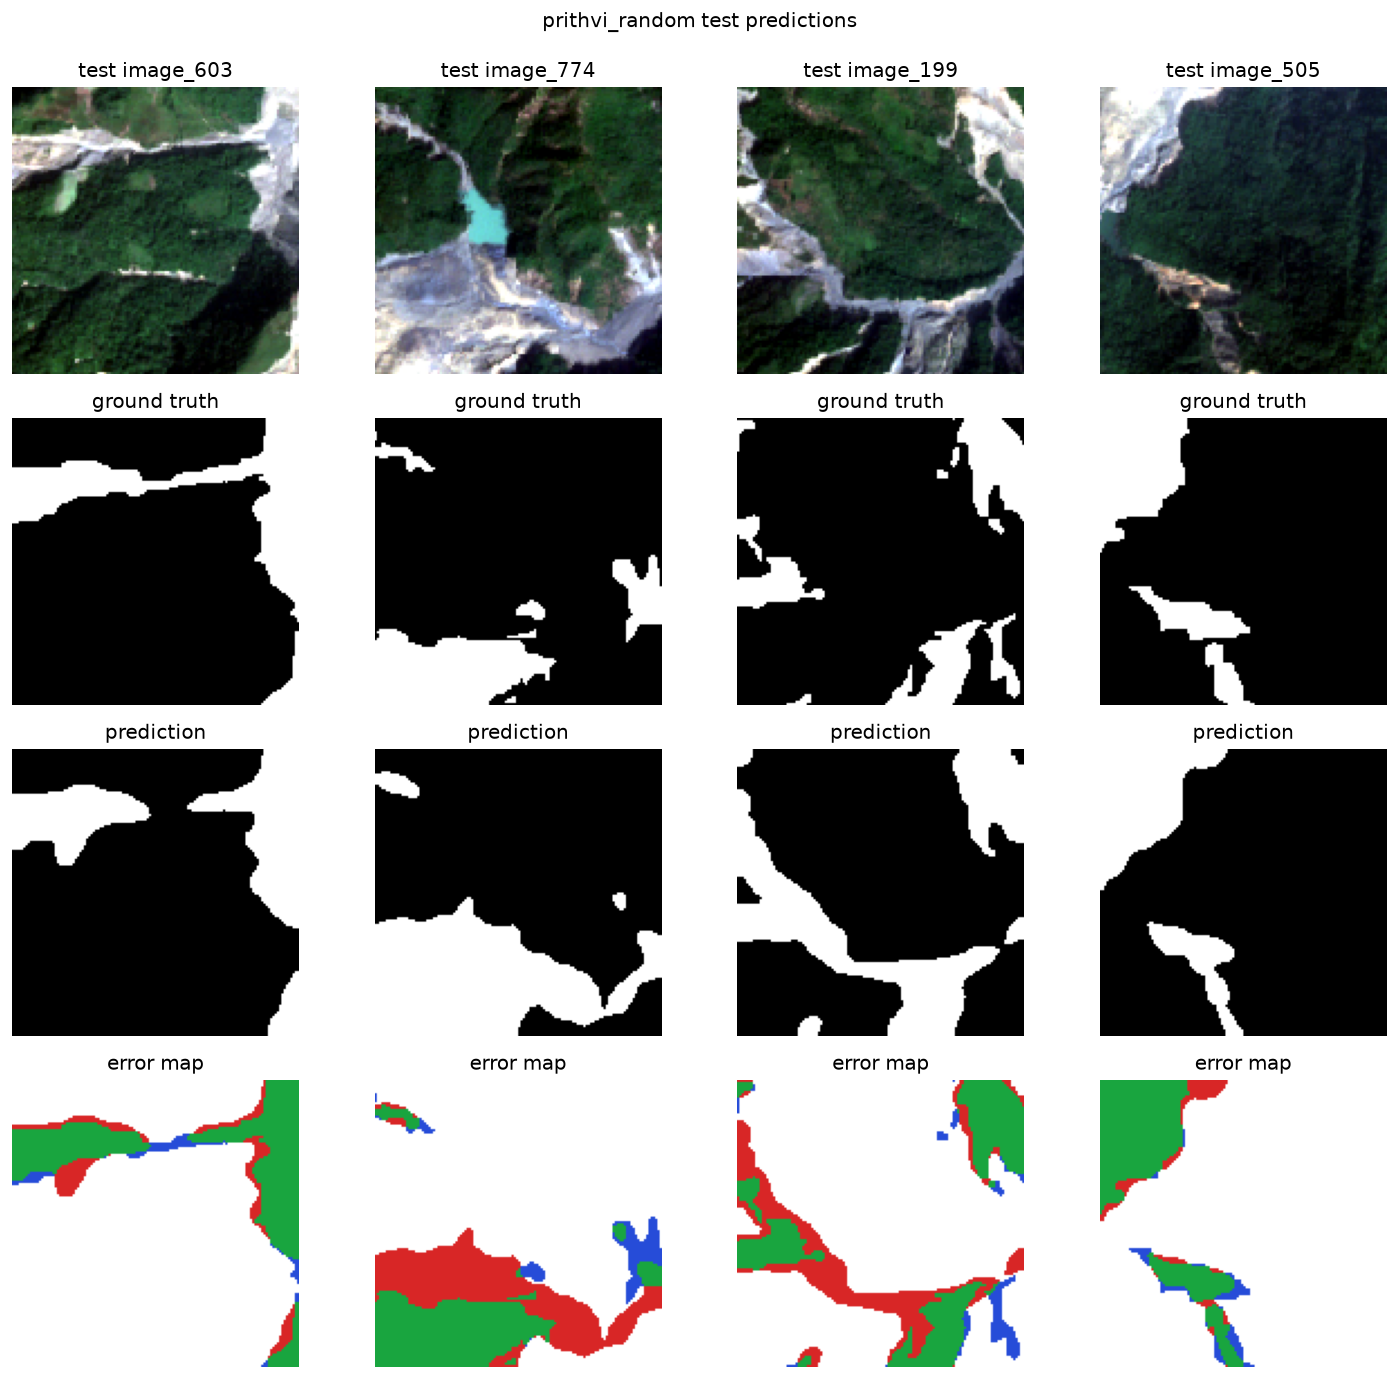 prithvi_random test predictions
test image_603
test image_774
test image_199
test image_505
ground truth
ground truth
ground truth
ground truth
prediction
prediction
prediction
prediction
error map
error map
error map
error map